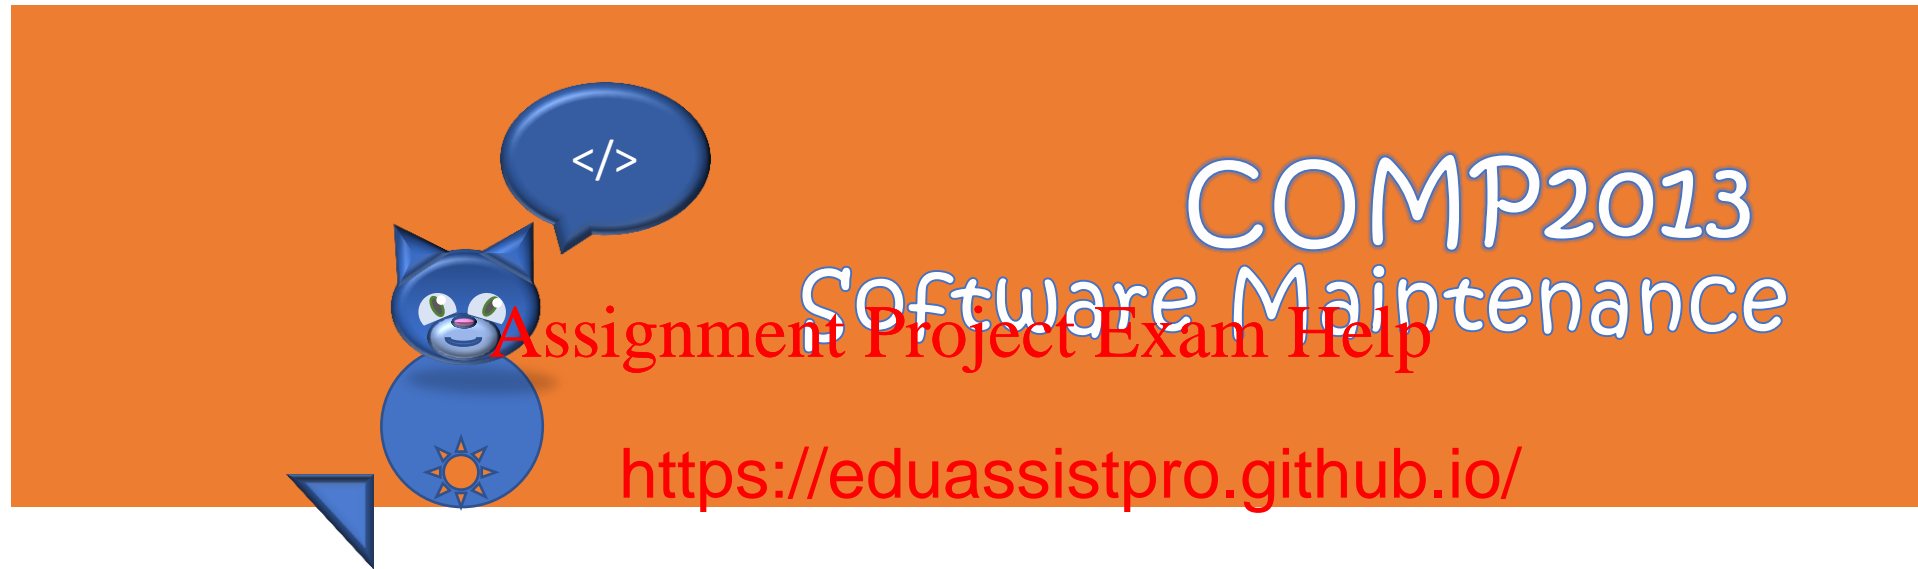 </>
COMP2013
Software Maintenance
Assignment Project Exam Help
https://eduassistpro.github.io/